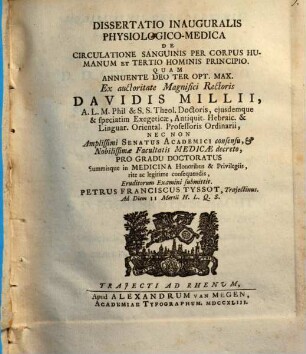 DISSERTATIO INAUGURALIS
PHYSIOLOGICO-MEDICA
DE
CIRCULATIONE SANGUINIS PER CORPUS HU-
MANUM ET TERTIO HOMINIS PRINCIPIO.
QUAM
ANNUENTE DEO TER OPT. MAX.
Ex auctoritate Magnifici Rectoris
DAVIDIS MILLII,
A. L. M. Phil & S. S. Theol. Doctoris, ejusdemque
& speciatim Exegeticæ, Antiquit. Hebraic. &
Linguar. Oriental. Professoris Ordinarii,
NEC NON
Amplissimi SENATUS ACADEMICI consensu, &
Nobilissimæ Facultatis MEDICÆ decreto,
PRO GRADU DOCTORATUS
Summisque in MEDICINA Honoribus & Privilegiis,
rite ac legitime consequendis,
Eruditorum Examini submittit.
PETRUS FRANCISCUS TYSSOT, Trajectinus.
Ad Diem 11 Martii H. L. Q. S.
TRAJECTI AD RHENUM,
Apud ALEXANDRUM VAN MEGEN,
ACADEMIÆ TYPOGRAPHUM. MDCCXLIII.